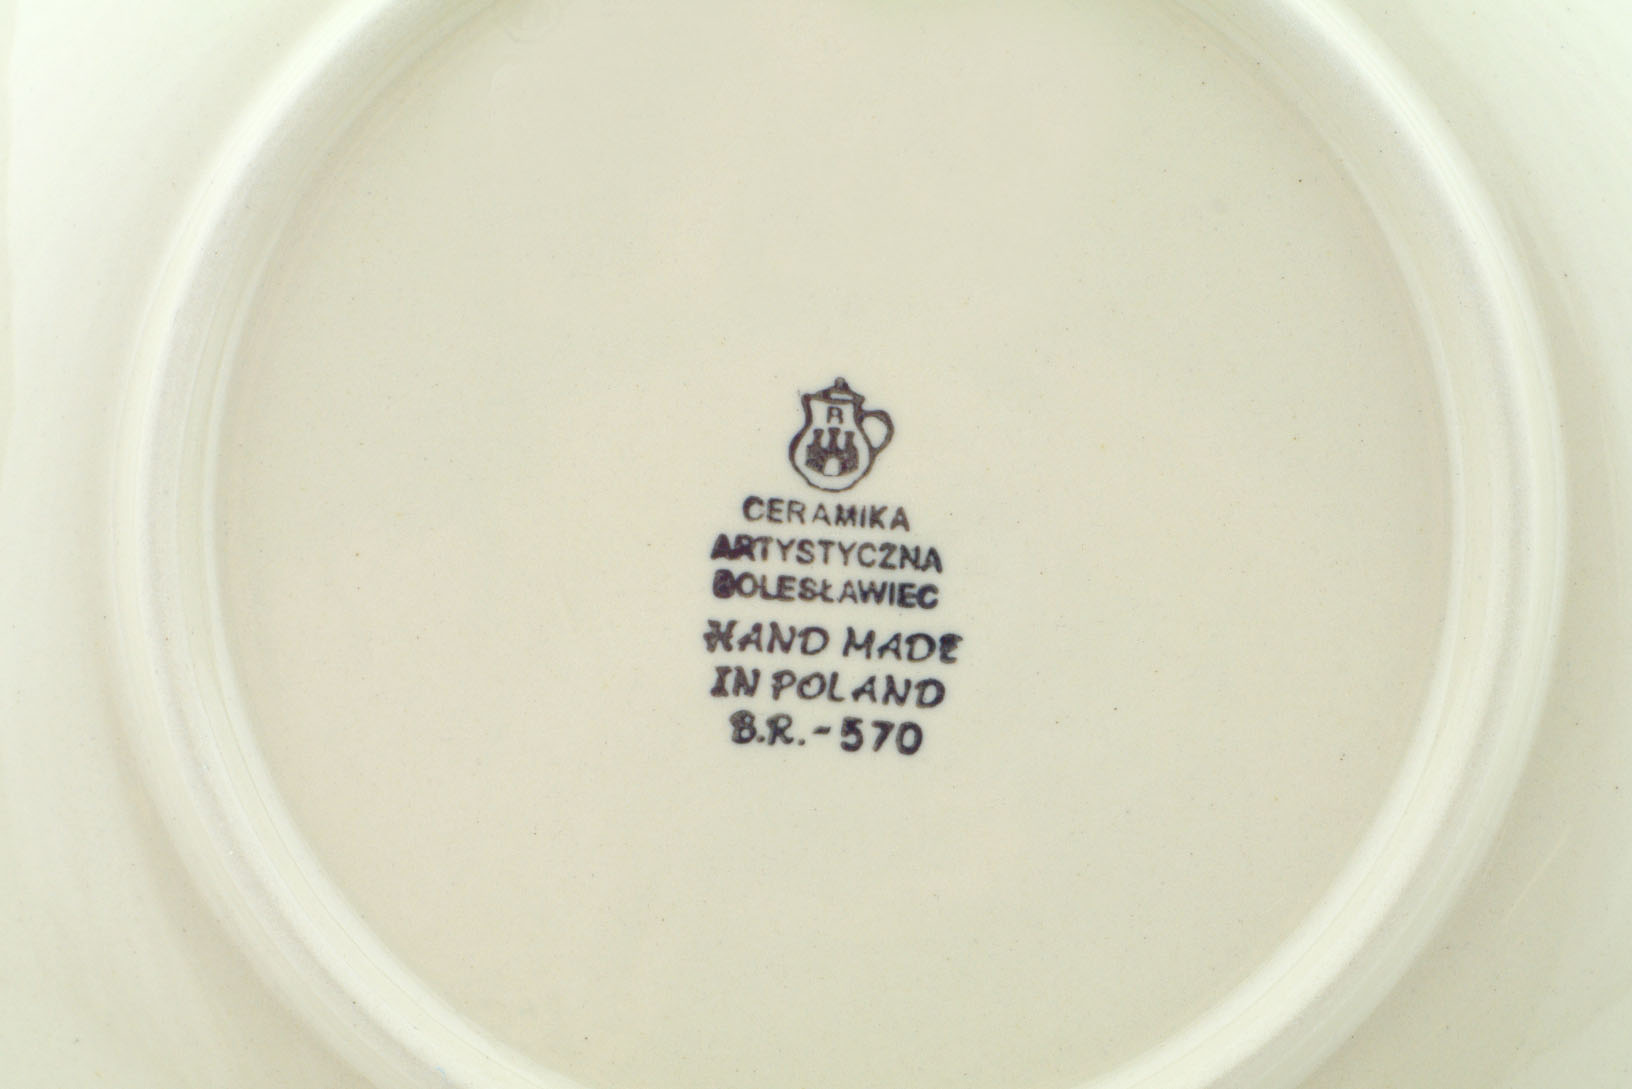 R
CERAMIKA
ARTYSTYCZNA
BOLESŁAWIEC
HAND MADE
IN POLAND
B.R.-570